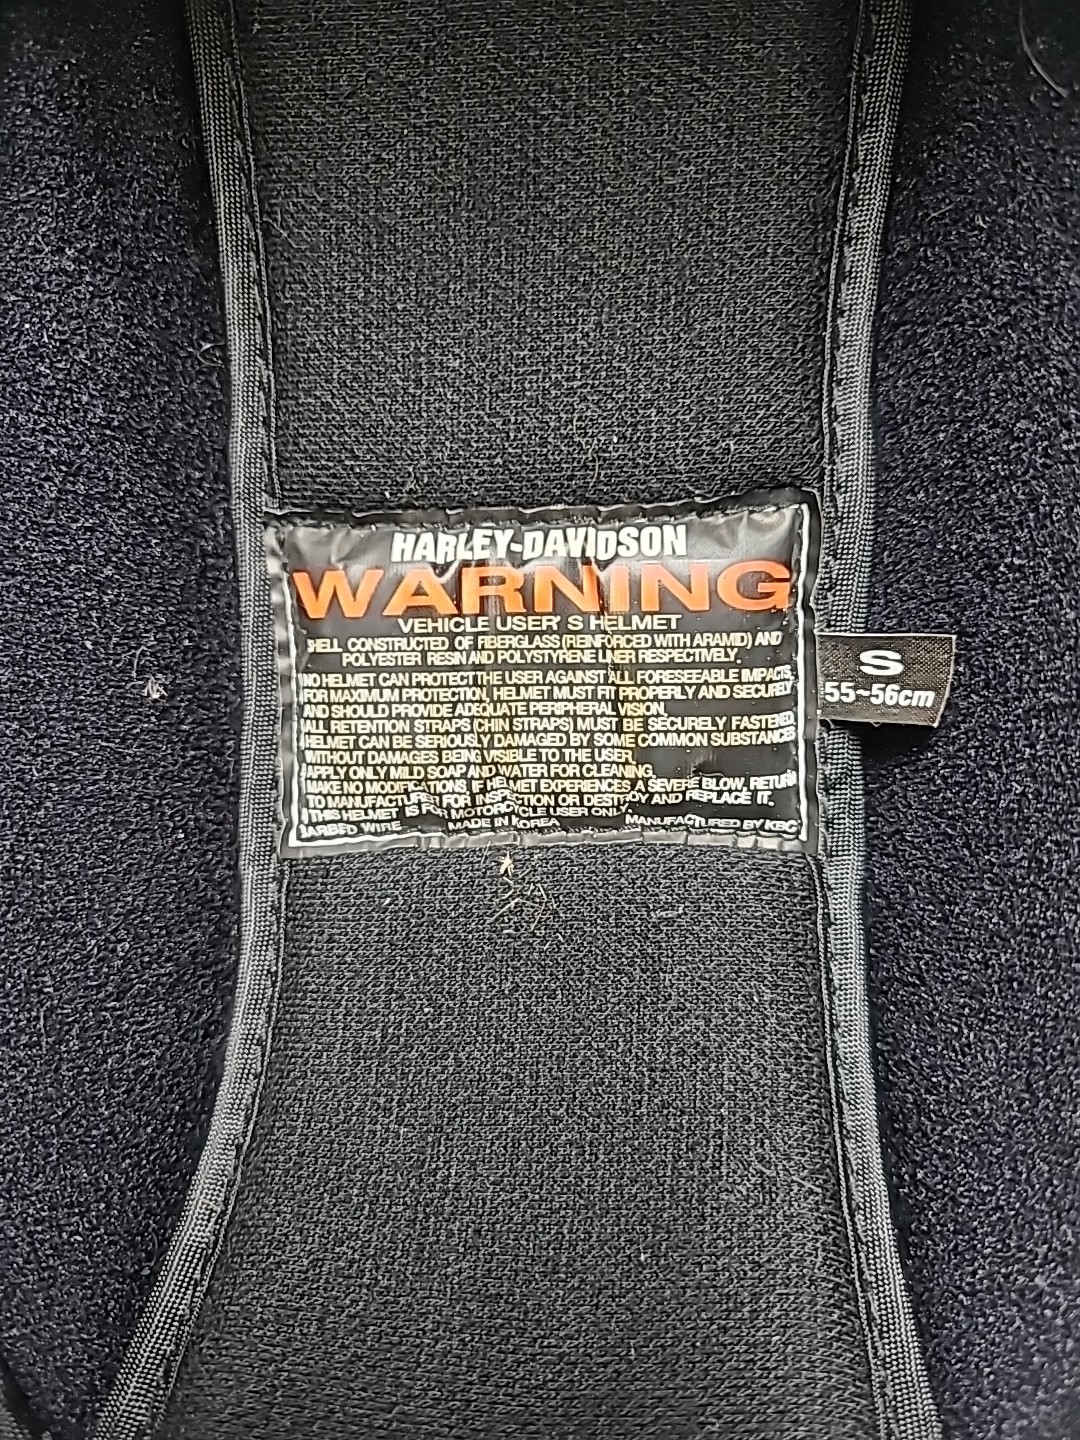 HARLEY-DAVIDSON
WARNING
VEHICLE USER' S HELMET
SHELL CONSTRUCTED OF FIBERGLASS (REINFORCED WITH ARAMID) AND
POLYESTER RESIN AND POLYSTYRENE LINER RESPECTIVELY.
NO HELMET CAN PROTECT THE USER AGAINST ALL FORESEEABLE IMPACTS,
FOR MAXIMUM PROTECTION, HELMET MUST FIT PROPERLY AND SECURELY
AND SHOULD PROVIDE ADEQUATE PERIPHERAL VISION.
ALL RETENTION STRAPS (CHIN STRAPS) MUST BE SECURELY FASTENED,
HELMET CAN BE SERIOUSLY DAMAGED BY SOME COMMON SUBSTANCES
WITHOUT DAMAGES BEING VISIBLE TO THE USER,
APPLY ONLY MILD SOAP AND WATER FOR CLEANING,
MAKE NO MODIFICATIONS, IF HELMET EXPERIENCES A SEVERE BLOW, RETURN
TO MANUFACTURER FOR INSPECTION OR DESTROY AND REPLACE IT.
THIS HELMET IS FOR MOTORCYCLE USER ONLY.
BARBED WIRE MADE IN KOREA MANUFACTURED BY KBC
S
55~56cm